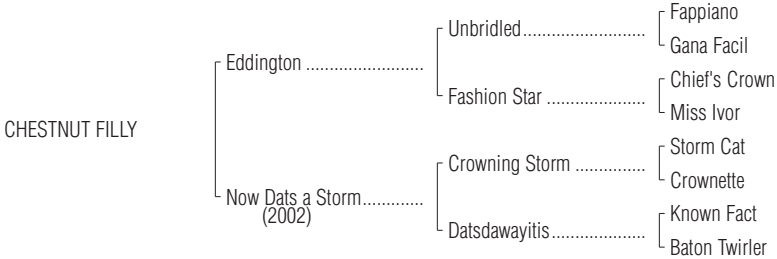 Fappiano
Unbridled
Gana Facil
Eddington
Chief's Crown
Fashion Star
Miss Ivor
CHESTNUT FILLY
Storm Cat
Crowning Storm
Crownette
Now Dats a Storm
(2002)
Known Fact
Datsdawayitis
Baton Twirler